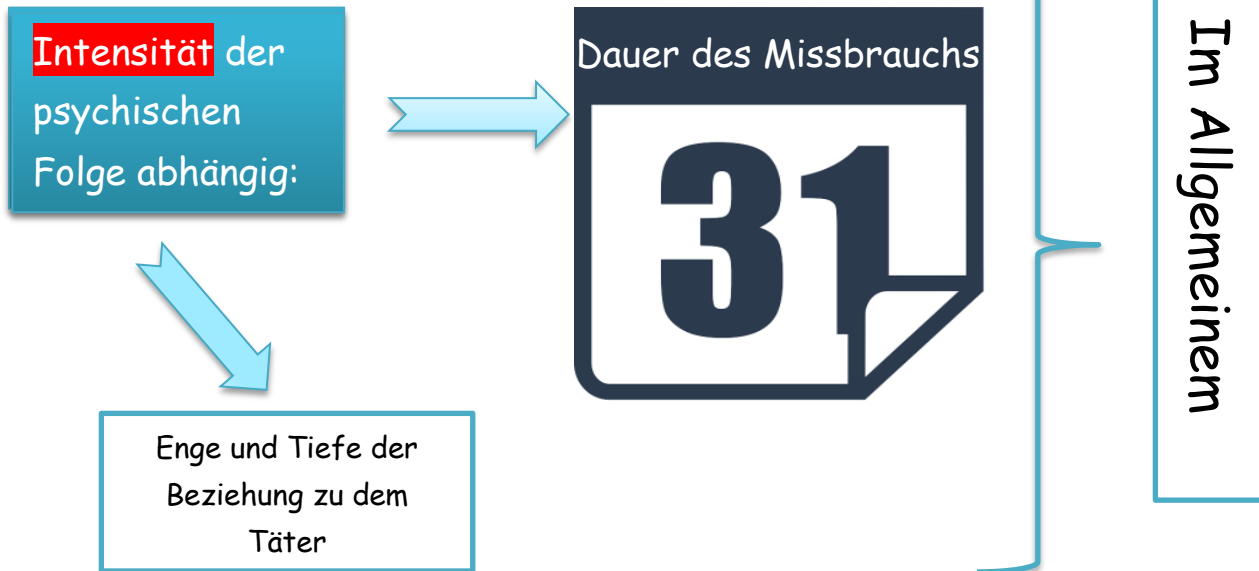 Intensität der
psychischen
Folge abhängig:
Dauer des Missbrauchs
31
Enge und Tiefe der
Beziehung zu dem
Täter
Im Allgemeinem